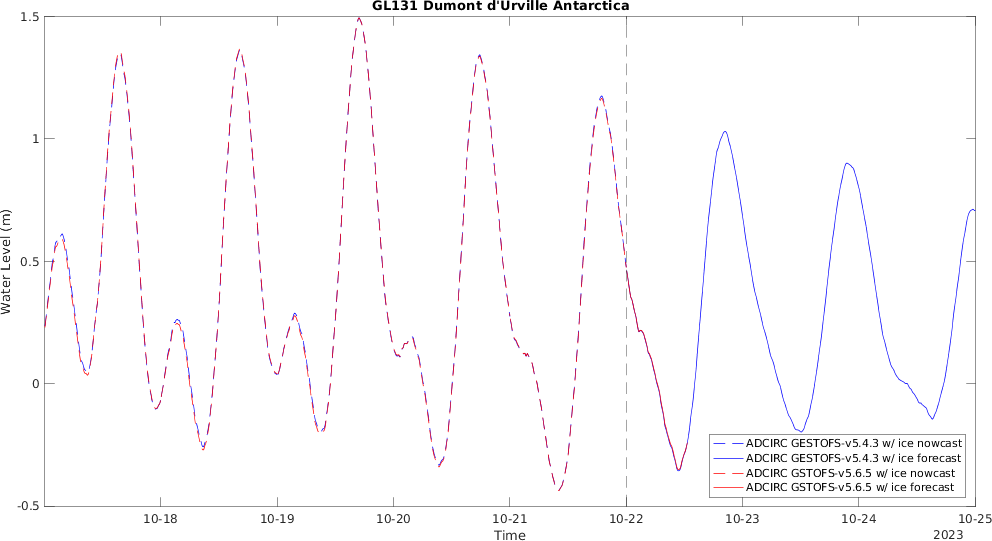 GL131 Dumont d'Urville Antarctica
1.5
1
0.5
0
-0.5
Water Level (m)
10-18 10-19 10-20 10-21 10-22 10-23 10-24 10-25
Time
2023
ADCIRC GESTOFS-v5.4.3 w/ ice nowcast
ADCIRC GESTOFS-v5.4.3 w/ ice forecast
ADCIRC GSTOFS-v5.6.5 w/ ice nowcast
ADCIRC GSTOFS-v5.6.5 w/ ice forecast